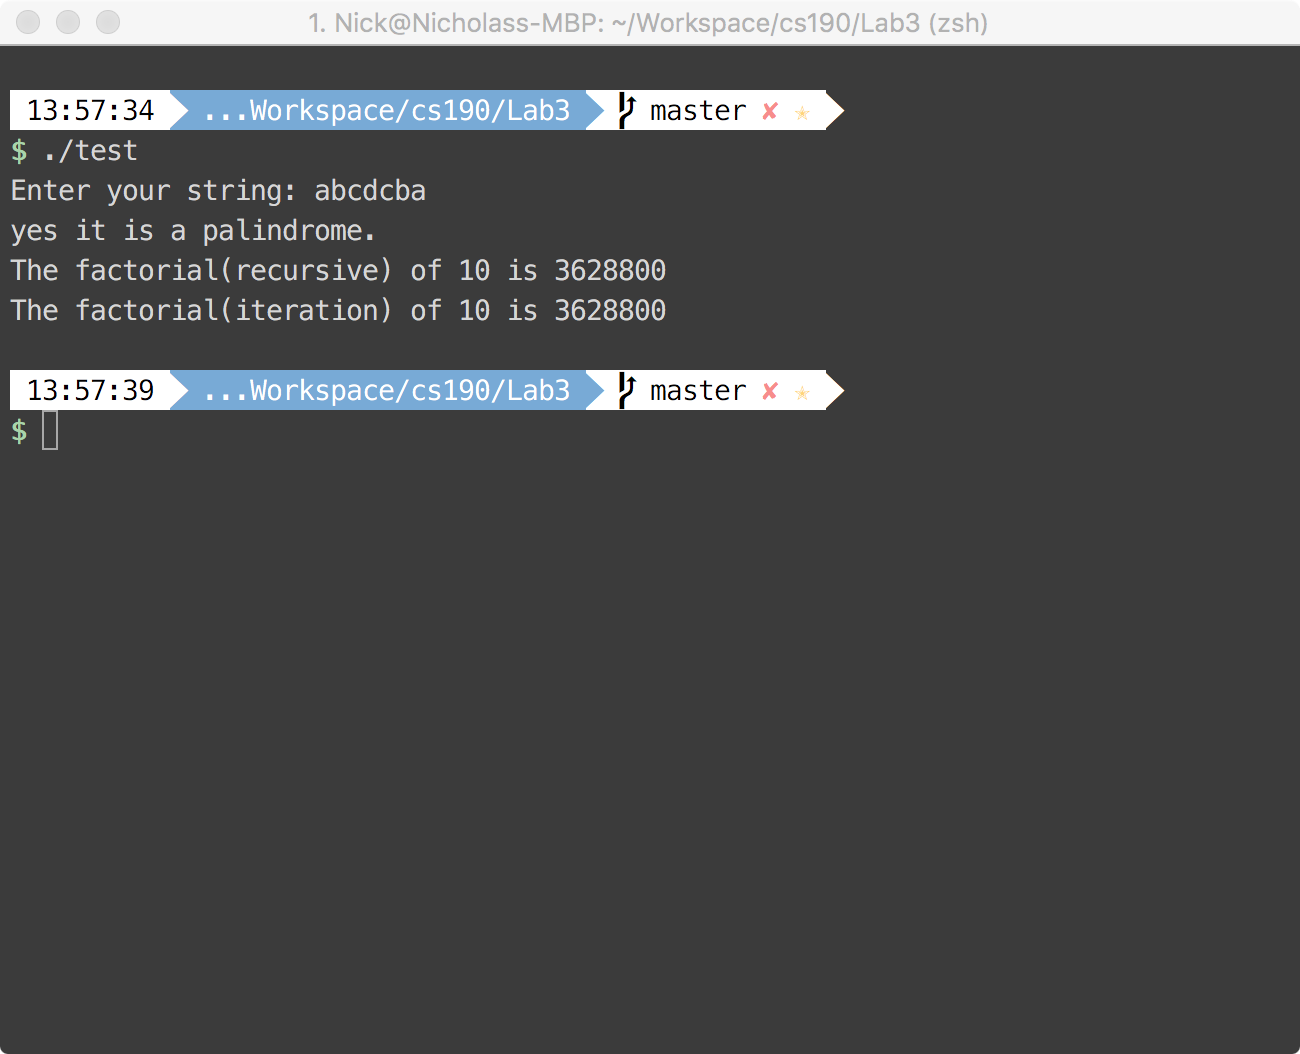 1. Nick@Nicholass-MBP: ~/Workspace/cs190/Lab3 (zsh)
13:57:34 ...Workspace/cs190/Lab3 master ✘ ✭
$ ./test
Enter your string: abcdcba
yes it is a palindrome.
The factorial(recursive) of 10 is 3628800
The factorial(iteration) of 10 is 3628800
13:57:39 ...Workspace/cs190/Lab3 master ✘ ✭
$